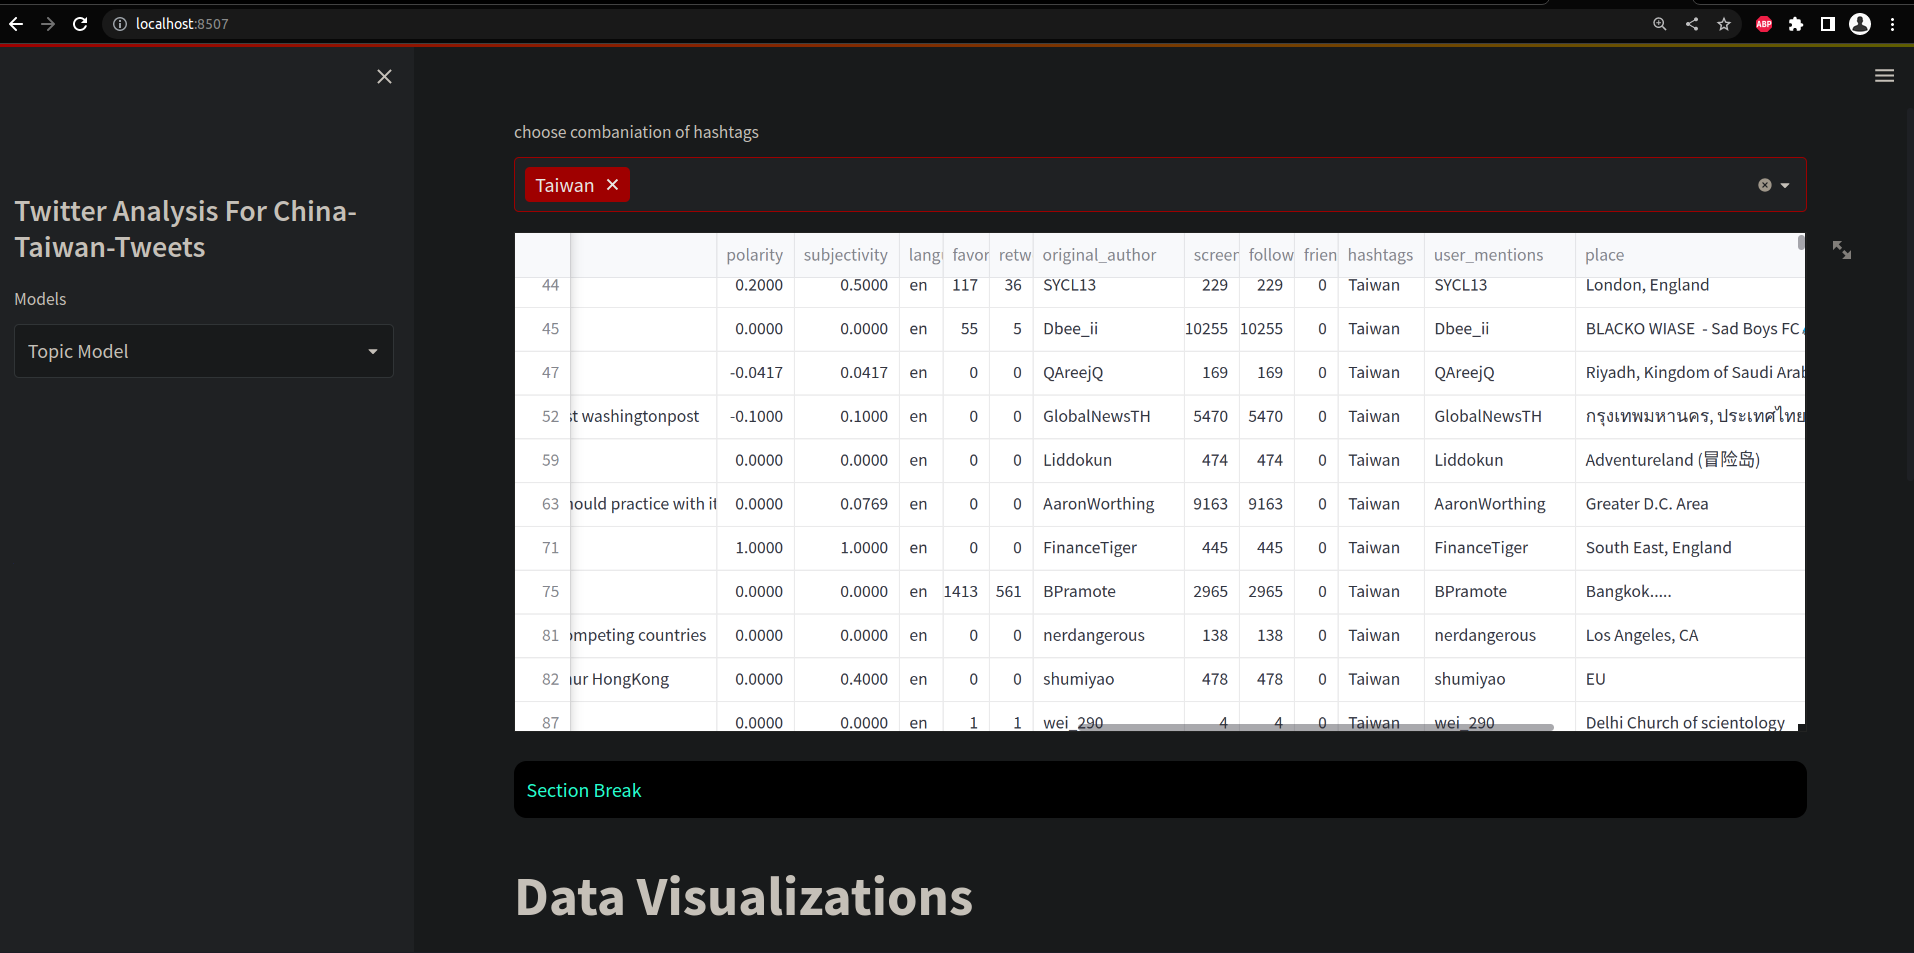 localhost:8507
ABP
choose combaniation of hashtags
Taiwan
Twitter Analysis For China-
Taiwan-Tweets
Models
Topic Model
polarity subjectivity lang favor retw original_author screen follow frien hashtags user_mentions place
44 0.2000 0.5000 en 117 36 SYCL13 229 229 0 Taiwan SYCL13 London, England
45 0.0000 0.0000 en 55 5 Dbee_ii 10255 10255 0 Taiwan Dbee_ii BLACKO WIASE - Sad Boys FC
47 -0.0417 0.0417 en 0 0 QAreejQ 169 169 0 Taiwan QAreejQ Riyadh, Kingdom of Saudi Arab
52 st washingtonpost -0.1000 0.1000 en 0 0 GlobalNewsTH 5470 5470 0 Taiwan GlobalNewsTH กรุงเทพมหานคร, ประเทศไทย
59 0.0000 0.0000 en 0 0 Liddokun 474 474 0 Taiwan Liddokun Adventureland (冒险岛)
63 hould practice with it 0.0000 0.0769 en 0 0 AaronWorthing 9163 9163 0 Taiwan AaronWorthing Greater D.C. Area
71 1.0000 1.0000 en 0 0 FinanceTiger 445 445 0 Taiwan FinanceTiger South East, England
75 0.0000 0.0000 en 1413 561 BPramote 2965 2965 0 Taiwan BPramote Bangkok.....
81 ompeting countries 0.0000 0.0000 en 0 0 nerdangerous 138 138 0 Taiwan nerdangerous Los Angeles, CA
82 ur HongKong 0.0000 0.4000 en 0 0 shumiyao 478 478 0 Taiwan shumiyao EU
87 0.0000 0.0000 en 1 1 wei_290 4 4 0 Taiwan wei_290 Delhi Church of scientology
Section Break
Data Visualizations